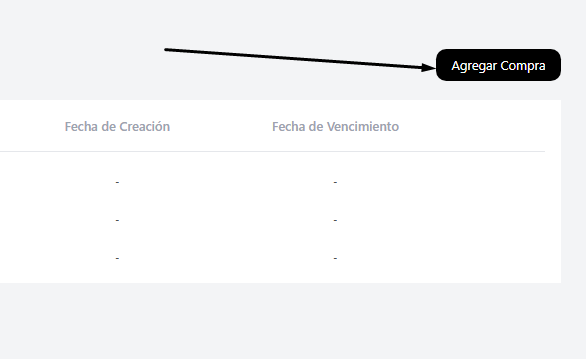 Agregar Compra
Fecha de Creación Fecha de Vencimiento
- -
- -
- -